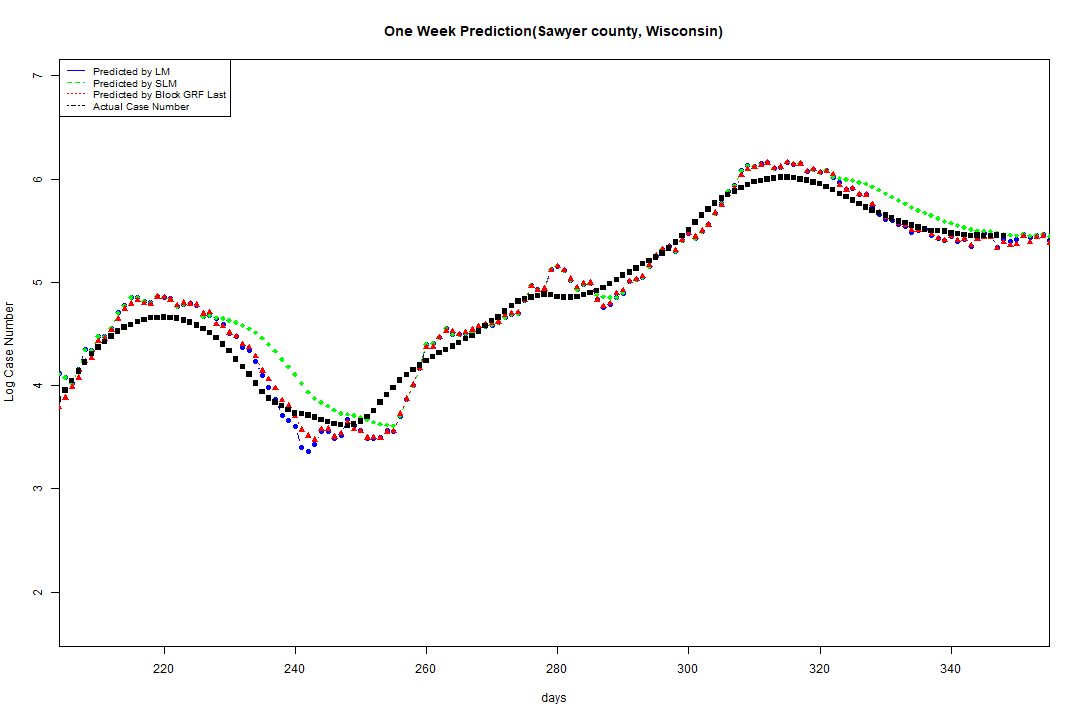 One Week Prediction(Sawyer county, Wisconsin)
Predicted by LM
Predicted by SLM
Predicted by Block GRF Last
Actual Case Number
7
6
5
4
3
2
Log Case Number
220 240 260 280 300 320 340
days